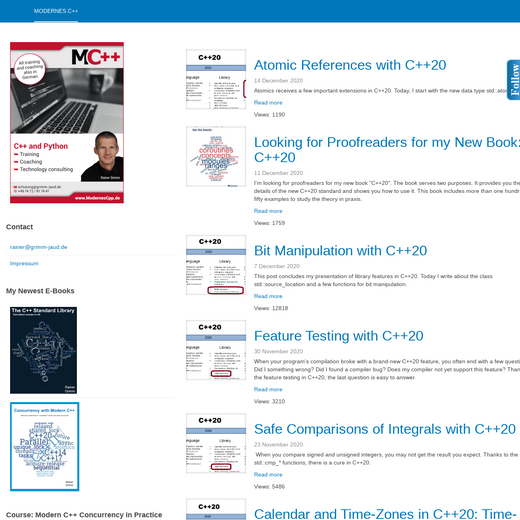 MODERNES C++
All training
and coaching
also in
German
MC++
C++ and Python
Training
Coaching
Technology consulting
Rainer Grimm
schulung@grimm-jaud.de
www.ModernesCpp.de
Contact
rainer@grimm-jaud.de
Impressum
My Newest E-Books
The C++ Standard Library
Rainer
Grimm
Concurrency with Modern C++
Course: Modern C++ Concurrency in Practice
C++20
Library
Atomic References with C++20
14 December 2020
Atomics receives a few important extensions in C++20. Today, I start with the new data type
Read more
Views: 1190
coroutines
concepts
modules
ranges
Looking for Proofreaders for my New Book:
C++20
11 December 2020
I'm looking for proofreaders for my new book "C++20". The book serves two purposes. It provides you the
details of the new C++20 standard and shows you how to use it. This book includes more than one
fifty examples to study the theory in praxis.
Read more
Views: 1759
C++20
Library
Bit Manipulation with C++20
7 December 2020
This post concludes my presentation of library features in C++20. Today I write about the class
std::source_location and a few functions for bit manipulation.
Read more
Views: 12818
C++20
Library
Feature Testing with C++20
30 November 2020
When your program's compilation broke with a brand-new C++20 feature, you often end with a few
Did I something wrong? Did I found a compiler bug? Does my compiler not yet support this feature?
the feature testing in C++20, the last question is easy to answer.
Read more
Views: 3210
C++20
Library
Safe Comparisons of Integrals with C++20
23 November 2020
When you compare signed and unsigned integers, you may not get the result you expect. Thanks to the
std::cmp_* functions, there is a cure in C++20.
Read more
Views: 5486
C++20
Calendar and Time-Zones in C++20: Time-
Follow